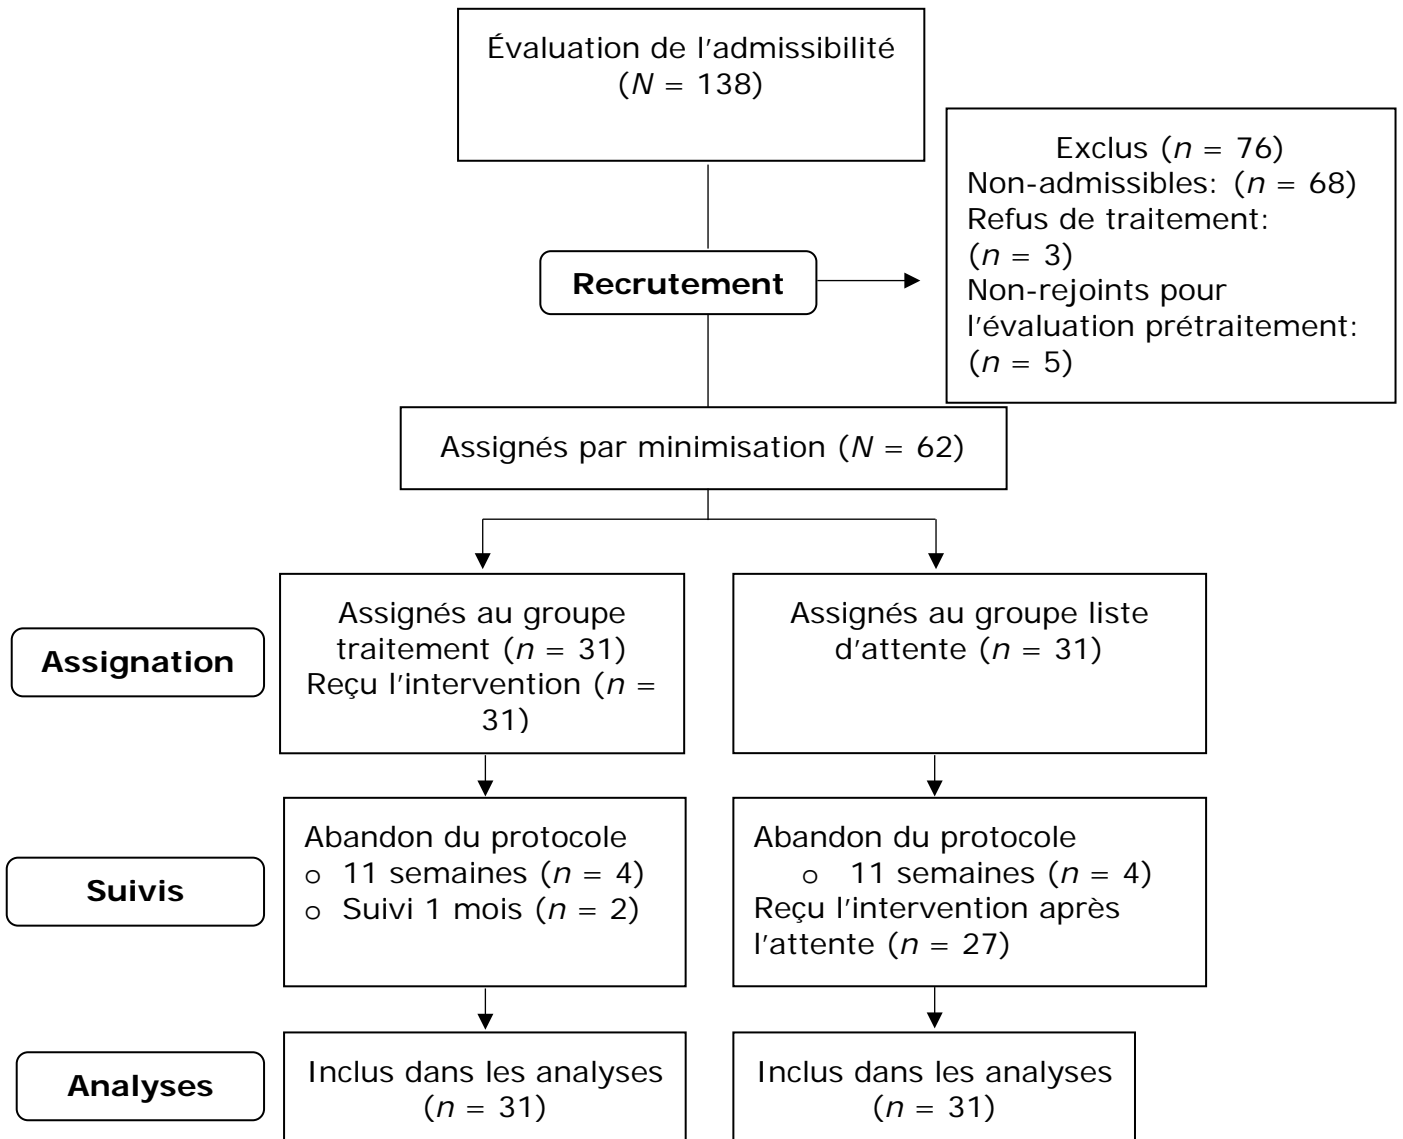 Évaluation de l'admissibilité
(N = 138)
Exclus (n = 76)
Non-admissibles: (n = 68)
Refus de traitement:
(n = 3)
Non-rejoints pour
l'évaluation prétraitement:
(n = 5)
Recrutement
Assignés par minimisation (N = 62)
Assignation
Assignés au groupe
traitement (n = 31)
Reçu l'intervention (n =
31)
Assignés au groupe liste
d'attente (n = 31)
Suivis
Abandon du protocole
o 11 semaines (n = 4)
o Suivi 1 mois (n = 2)
Abandon du protocole
o 11 semaines (n = 4)
Reçu l'intervention après
l'attente (n = 27)
Analyses
Inclus dans les analyses
(n = 31)
Inclus dans les analyses
(n = 31)